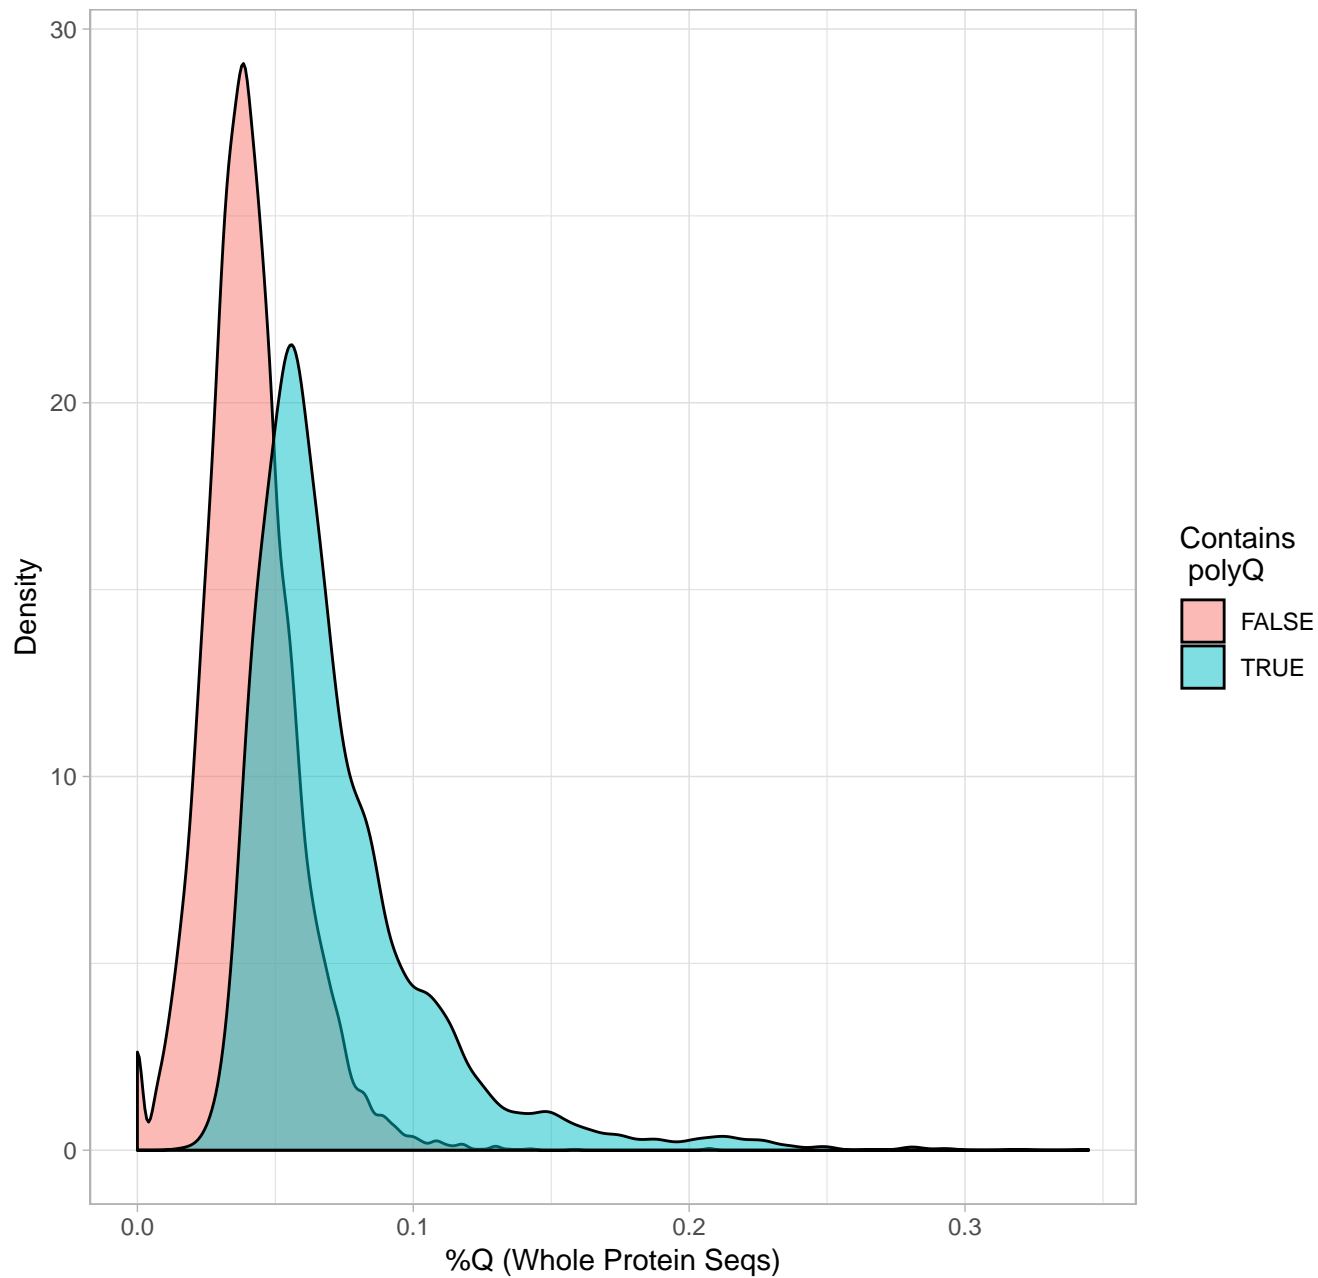 30
20
10
0
Density
0.0
0.1
0.2
0.3
%Q (Whole Protein Seqs)
Contains
polyQ
FALSE
TRUE